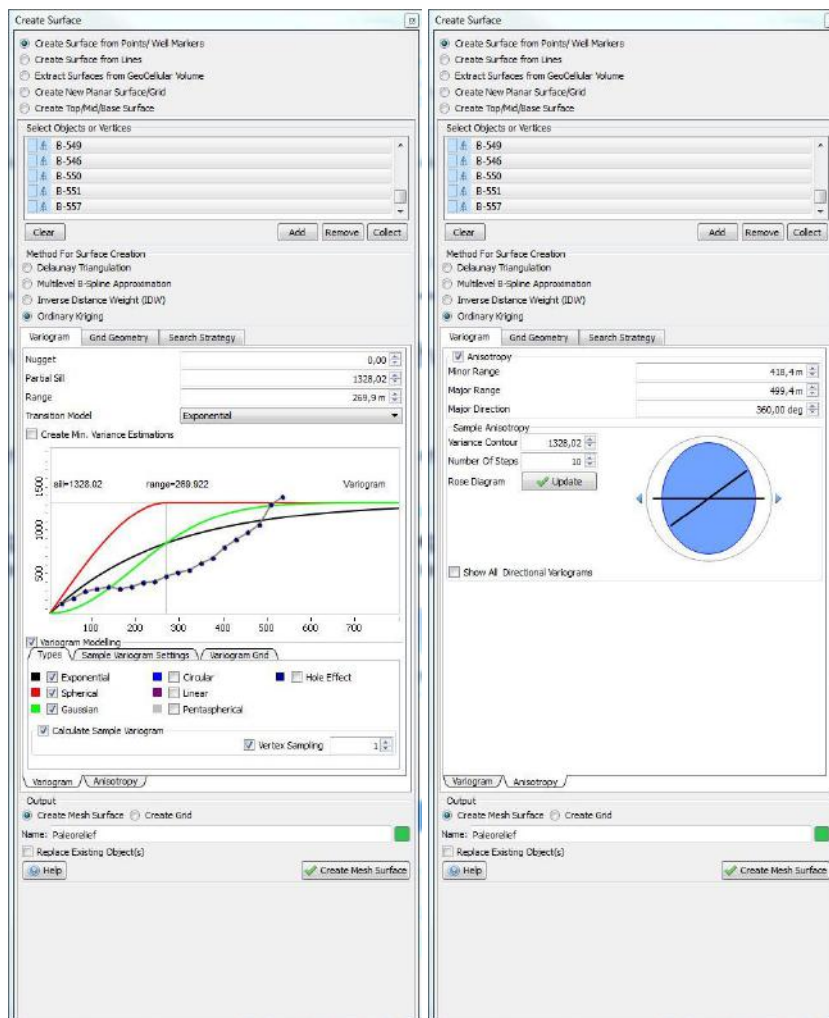 Create Surface
Create Surface from Points/ Well Markers
Create Surface from Lines
Extract Surfaces from GeoCellular Volume
Create New Planar Surface/Grid
Create Top/Mid/Base Surface
Select Objects or Vertices
B-549
B-546
B-550
B-551
B-557
Clear Add Remove Collect
Method For Surface Creation
Delaunay Triangulation
Multilevel B-Spline Approximation
Inverse Distance Weight (IDW)
Ordinary Kriging
Variogram Grid Geometry Search Strategy
Nugget 0,00
Partial Sill 1328,02
Range 269,9 m
Transition Model Exponential
Create Min. Variance Estimations
sill=1328.02 range=269.922 Variogram
1500
1000
500
100 200 300 400 500 600 700
Variogram Modelling
Types Sample Variogram Settings Variogram Grid
Exponential Circular Hole Effect
Spherical Linear
Gaussian Pentaspherical
Calculate Sample Variogram
Vertex Sampling 1
Variogram Anisotropy
Output
Create Mesh Surface Create Grid
Name: Paleorelief
Replace Existing Object(s)
Help Create Mesh Surface
Create Surface
Create Surface from Points/ Well Markers
Create Surface from Lines
Extract Surfaces from GeoCellular Volume
Create New Planar Surface/Grid
Create Top/Mid/Base Surface
Select Objects or Vertices
B-549
B-546
B-550
B-551
B-557
Clear Add Remove Collect
Method For Surface Creation
Delaunay Triangulation
Multilevel B-Spline Approximation
Inverse Distance Weight (IDW)
Ordinary Kriging
Variogram Grid Geometry Search Strategy
Anisotropy
Minor Range 418,4 m
Major Range 499,4 m
Major Direction 360,00 deg
Sample Anisotropy
Variance Contour 1328,02
Number Of Steps 10
Rose Diagram Update
Show All Directional Variograms
Variogram Anisotropy
Output
Create Mesh Surface Create Grid
Name: Paleorelief
Replace Existing Object(s)
Help Create Mesh Surface